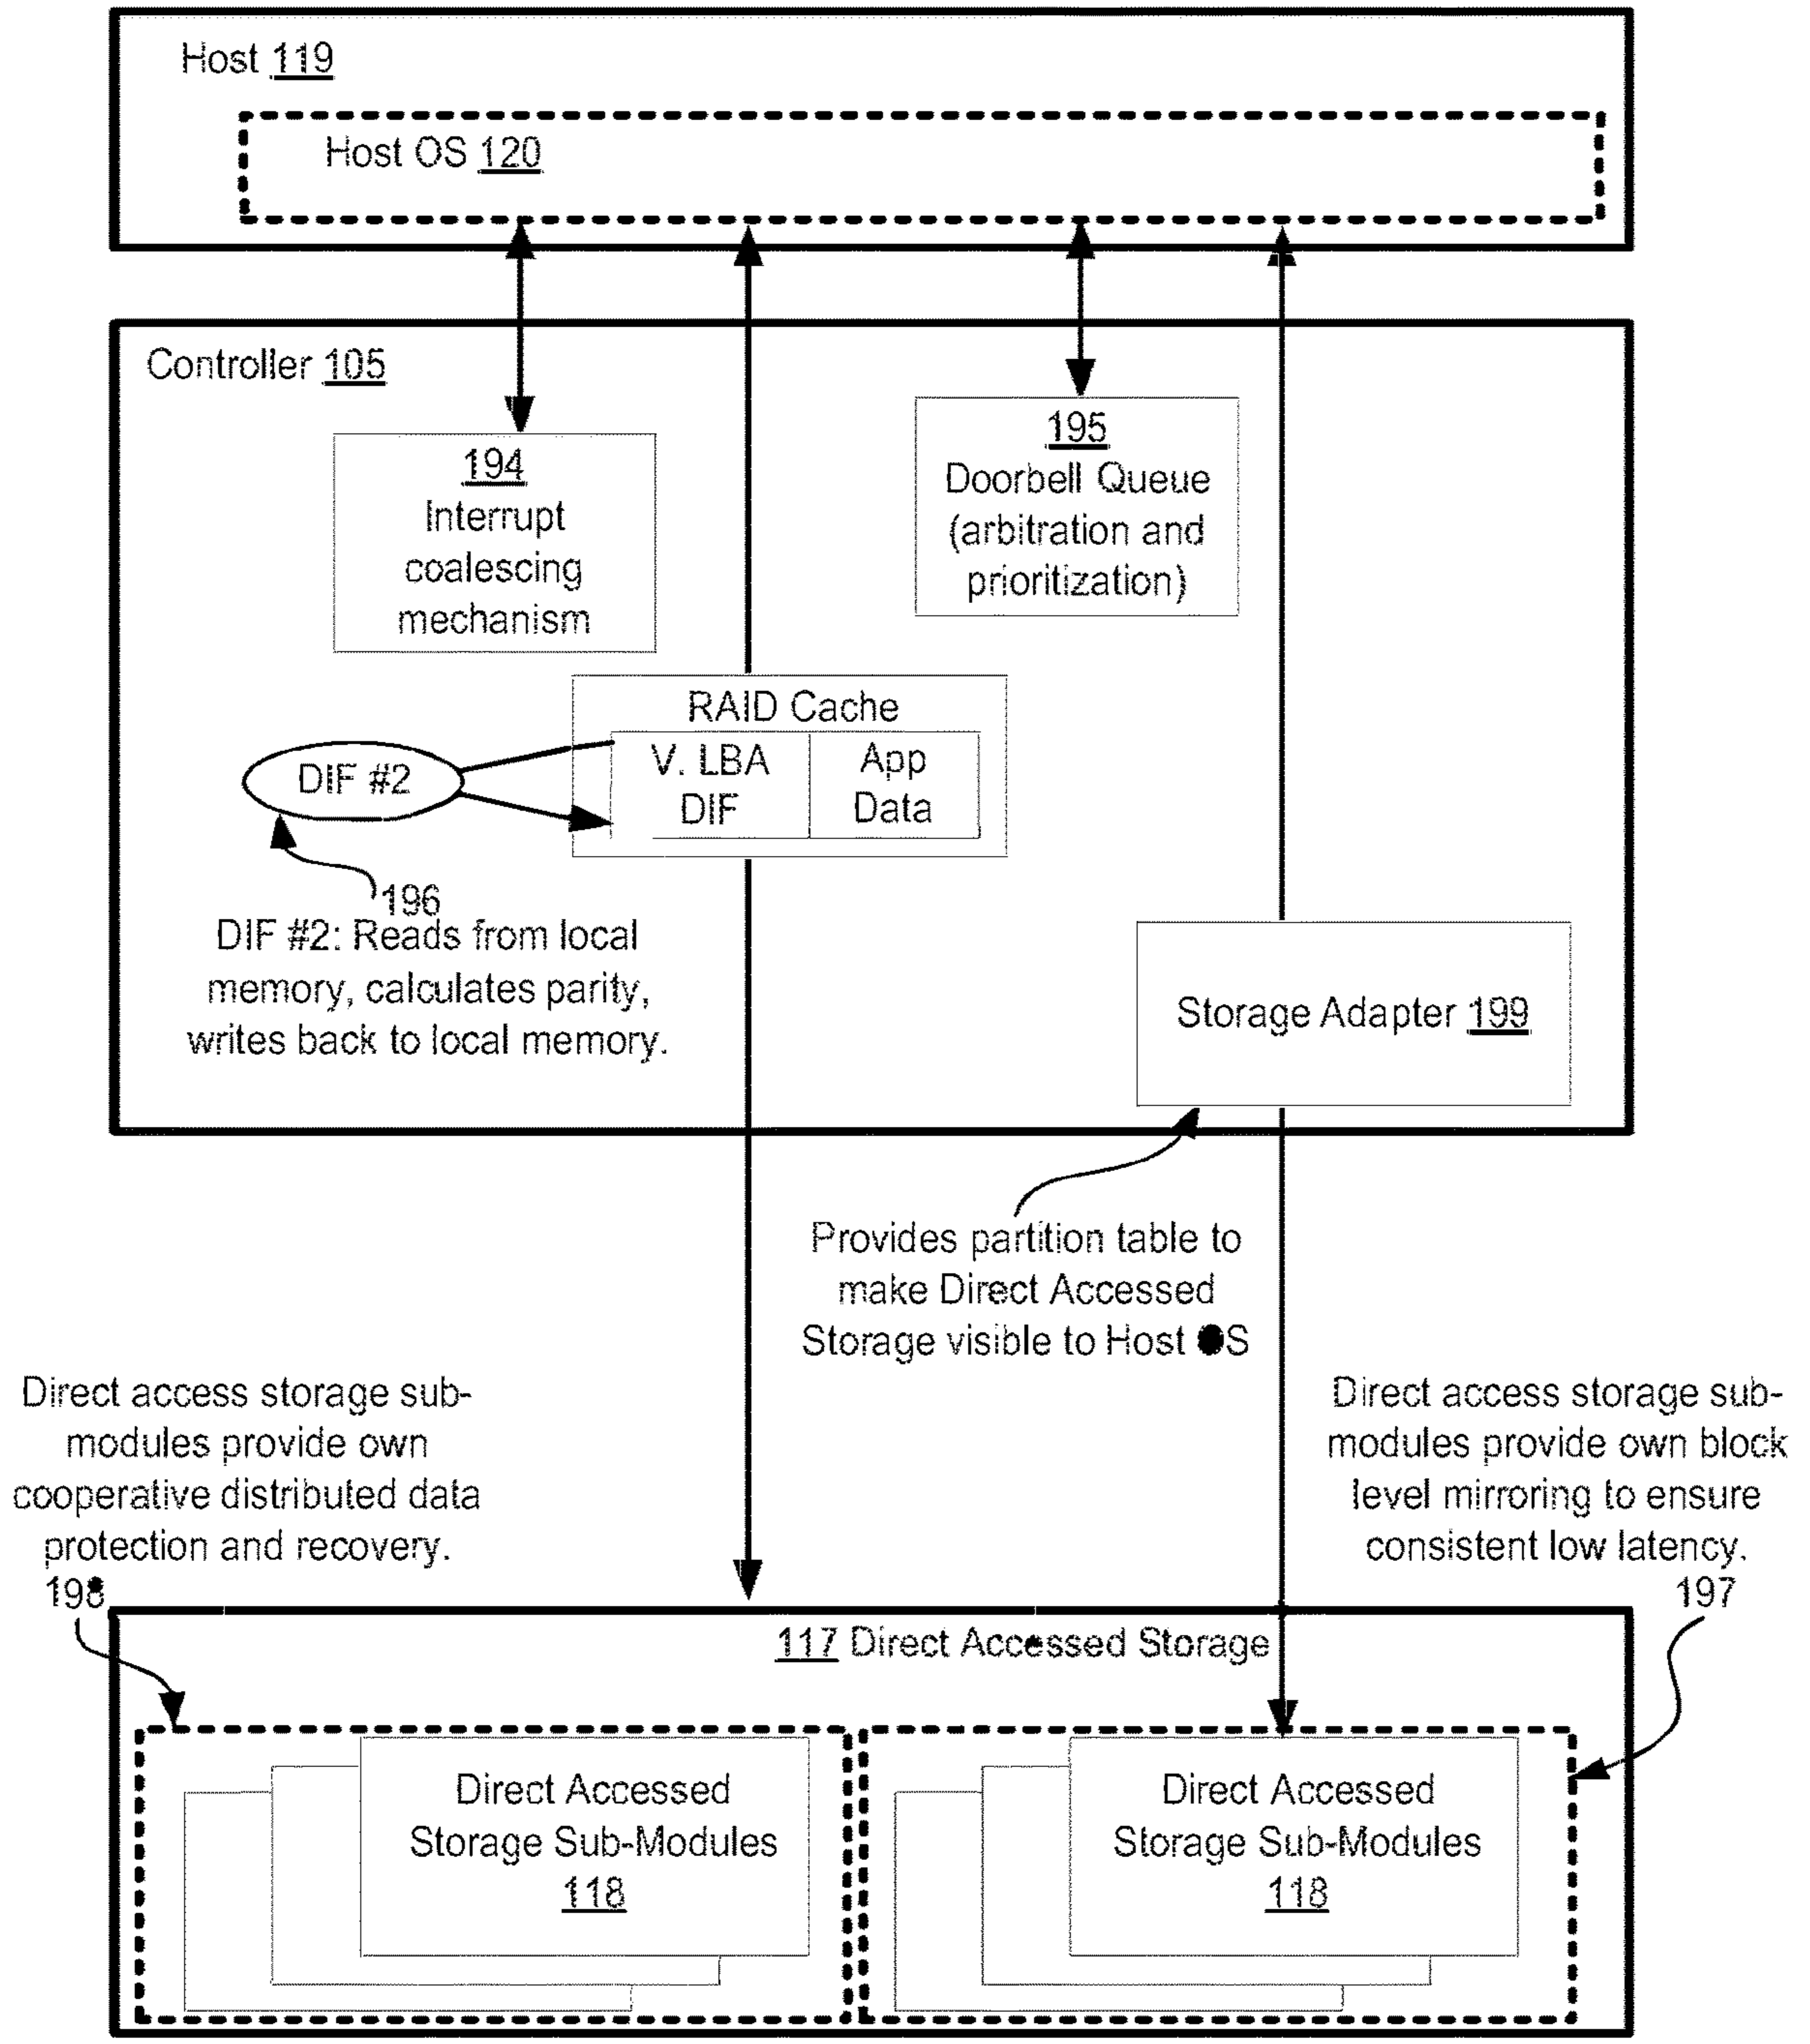 Host 119
Host OS 120
Controller 105
194
Interrupt
coalescing
mechanism
195
Doorbell Queue
(arbitration and
prioritization)
RAID Cache
V. LBA
DIF
App
Data
DIF #2
196
DIF #2: Reads from local
memory, calculates parity,
writes back to local memory.
Storage Adapter 199
Provides partition table to
make Direct Accessed
Storage visible to Host OS
Direct access storage sub-
modules provide own
cooperative distributed data
protection and recovery.
198
Direct access storage sub-
modules provide own block
level mirroring to ensure
consistent low latency.
197
117 Direct Accessed Storage
Direct Accessed
Storage Sub-Modules
118
Direct Accessed
Storage Sub-Modules
118